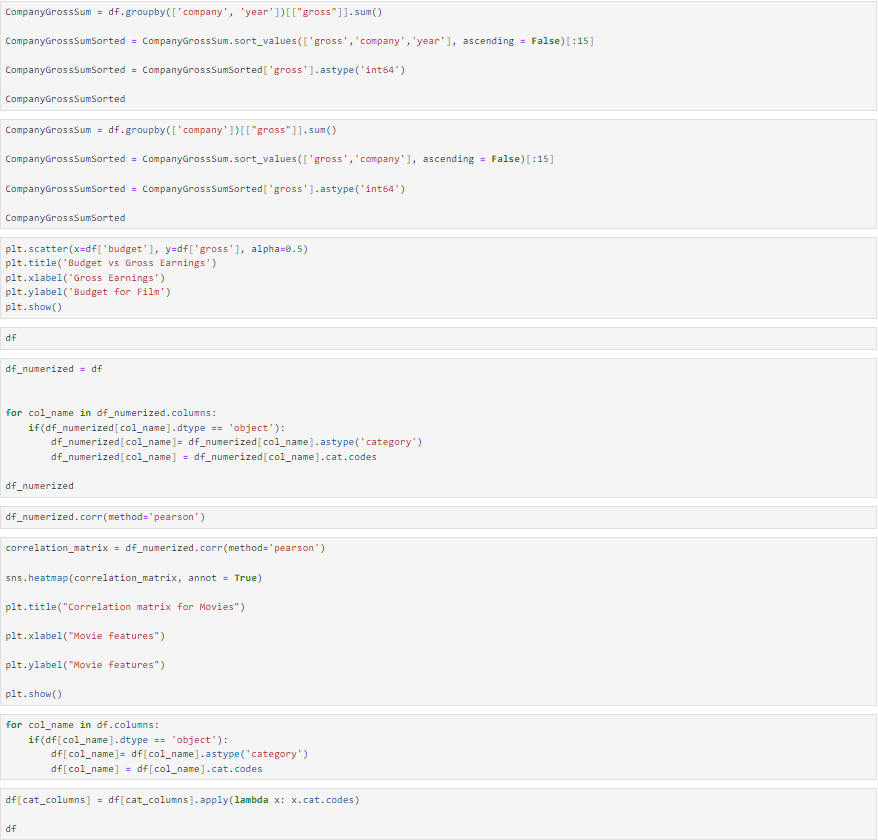 CompanyGrossSum = df.groupby(['company', 'year'])[["gross"]].sum()
CompanyGrossSumSorted = CompanyGrossSum.sort_values(['gross','company','year'], ascending = False)[:15]
CompanyGrossSumSorted = CompanyGrossSumSorted['gross'].astype('int64')
CompanyGrossSumSorted
CompanyGrossSum = df.groupby(['company'])[["gross"]].sum()
CompanyGrossSumSorted = CompanyGrossSum.sort_values(['gross','company'], ascending = False)[:15]
CompanyGrossSumSorted = CompanyGrossSumSorted['gross'].astype('int64')
CompanyGrossSumSorted
plt.scatter(x=df['budget'], y=df['gross'], alpha=0.5)
plt.title('Budget vs Gross Earnings')
plt.xlabel('Gross Earnings')
plt.ylabel('Budget for Film')
plt.show()
df
df_numerized = df
for col_name in df_numerized.columns:
    if(df_numerized[col_name].dtype == 'object'):
        df_numerized[col_name]= df_numerized[col_name].astype('category')
        df_numerized[col_name] = df_numerized[col_name].cat.codes
df_numerized
df_numerized.corr(method='pearson')
correlation_matrix = df_numerized.corr(method='pearson')
sns.heatmap(correlation_matrix, annot = True)
plt.title("Correlation matrix for Movies")
plt.xlabel("Movie features")
plt.ylabel("Movie features")
plt.show()
for col_name in df.columns:
    if(df[col_name].dtype == 'object'):
        df[col_name]= df[col_name].astype('category')
        df[col_name] = df[col_name].cat.codes
df[cat_columns] = df[cat_columns].apply(lambda x: x.cat.codes)
df